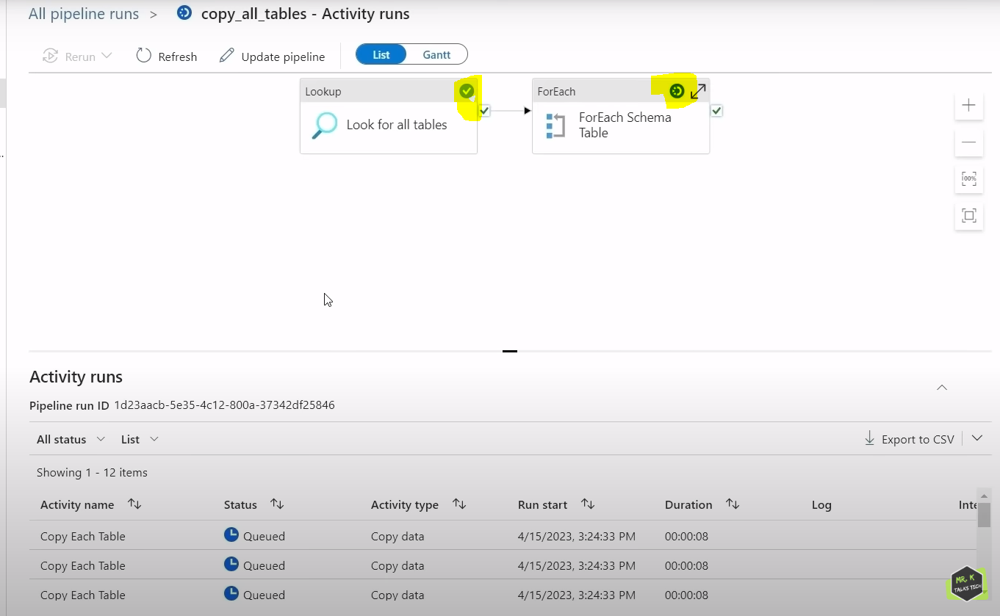 All pipeline runs > copy_all_tables - Activity runs
Rerun Refresh Update pipeline List Gantt
Lookup
Look for all tables
ForEach
ForEach Schema
Table
100%
Activity runs
Pipeline run ID 1d23aacb-5e35-4c12-800a-37342df25846
All status List Export to CSV
Showing 1 - 12 items
Activity name Status Activity type Run start Duration Log Inte
Copy Each Table Queued Copy data 4/15/2023, 3:24:33 PM 00:00:08
Copy Each Table Queued Copy data 4/15/2023, 3:24:33 PM 00:00:08
Copy Each Table Queued Copy data 4/15/2023, 3:24:33 PM 00:00:08
MR. K
TALKS TECH